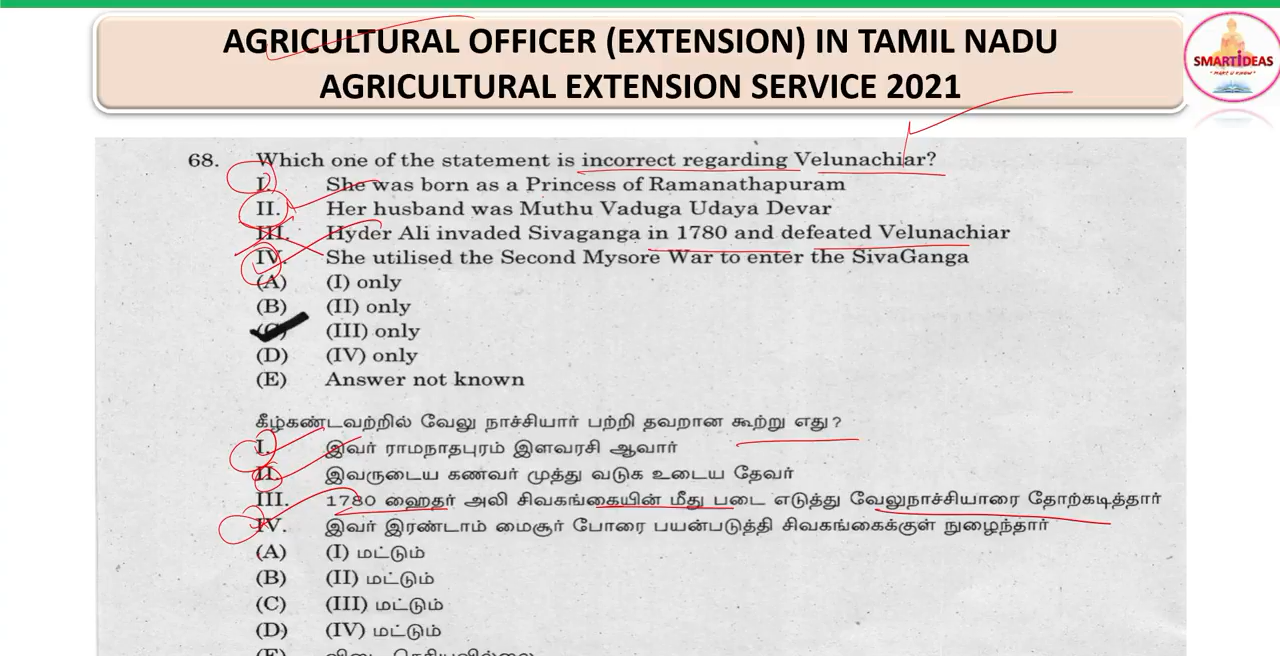 AGRICULTURAL OFFICER (EXTENSION) IN TAMIL NADU
AGRICULTURAL EXTENSION SERVICE 2021
SMARTIDEAS
68. Which one of the statement is incorrect regarding Velunachiar?
I. She was born as a Princess of Ramanathapuram
II. Her husband was Muthu Vaduga Udaya Devar
III. Hyder Ali invaded Sivaganga in 1780 and defeated Velunachiar
IV. She utilised the Second Mysore War to enter the SivaGanga
(A) (I) only
(B) (II) only
(C) (III) only
(D) (IV) only
(E) Answer not known
கீழ்கண்டவற்றில் வேலு நாச்சியார் பற்றி தவறான கூற்று எது?
I. இவர் ராமநாதபுரம் இளவரசி ஆவார்
II. இவருடைய கணவர் முத்து வடுக உடைய தேவர்
III. 1780 ஹைதர் அலி சிவகங்கையின் மீது படை எடுத்து வேலுநாச்சியாரை தோற்கடித்தார்
IV. இவர் இரண்டாம் மைசூர் போரை பயன்படுத்தி சிவகங்கைக்குள் நுழைந்தார்
(A) (I) மட்டும்
(B) (II) மட்டும்
(C) (III) மட்டும்
(D) (IV) மட்டும்